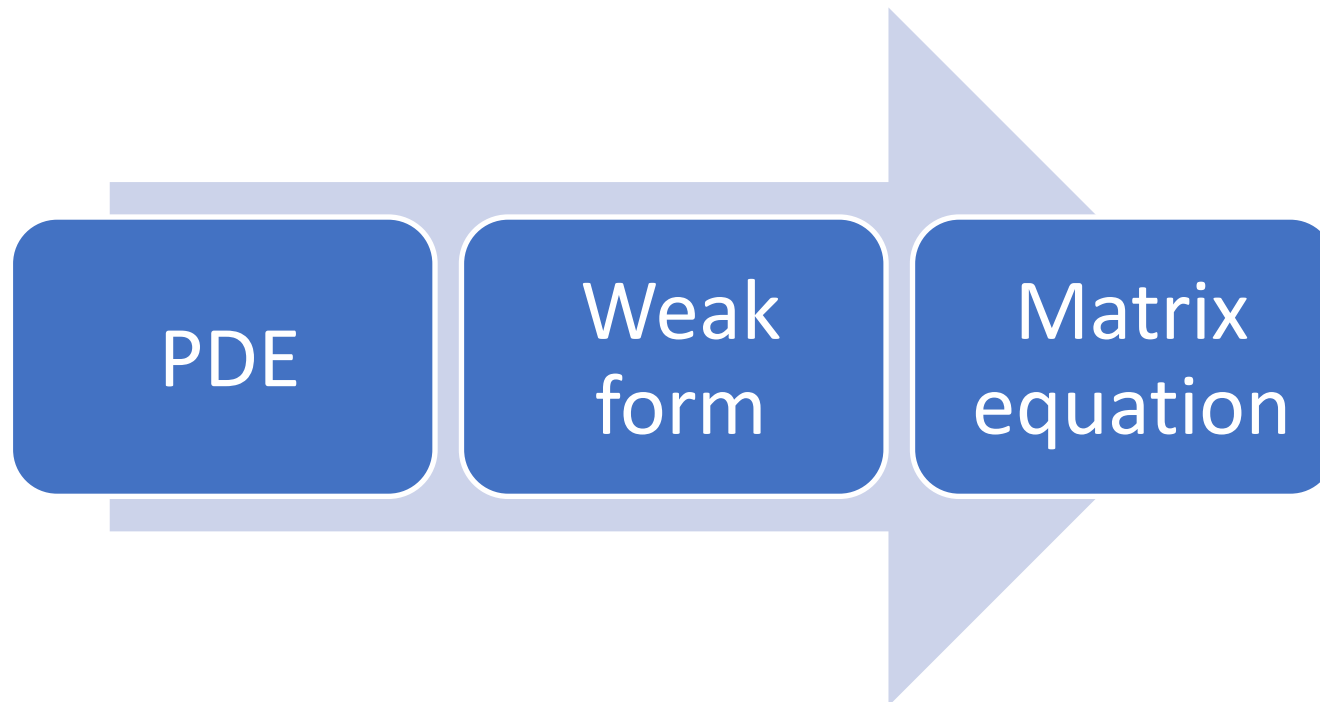 PDE
Weak
form
Matrix
equation